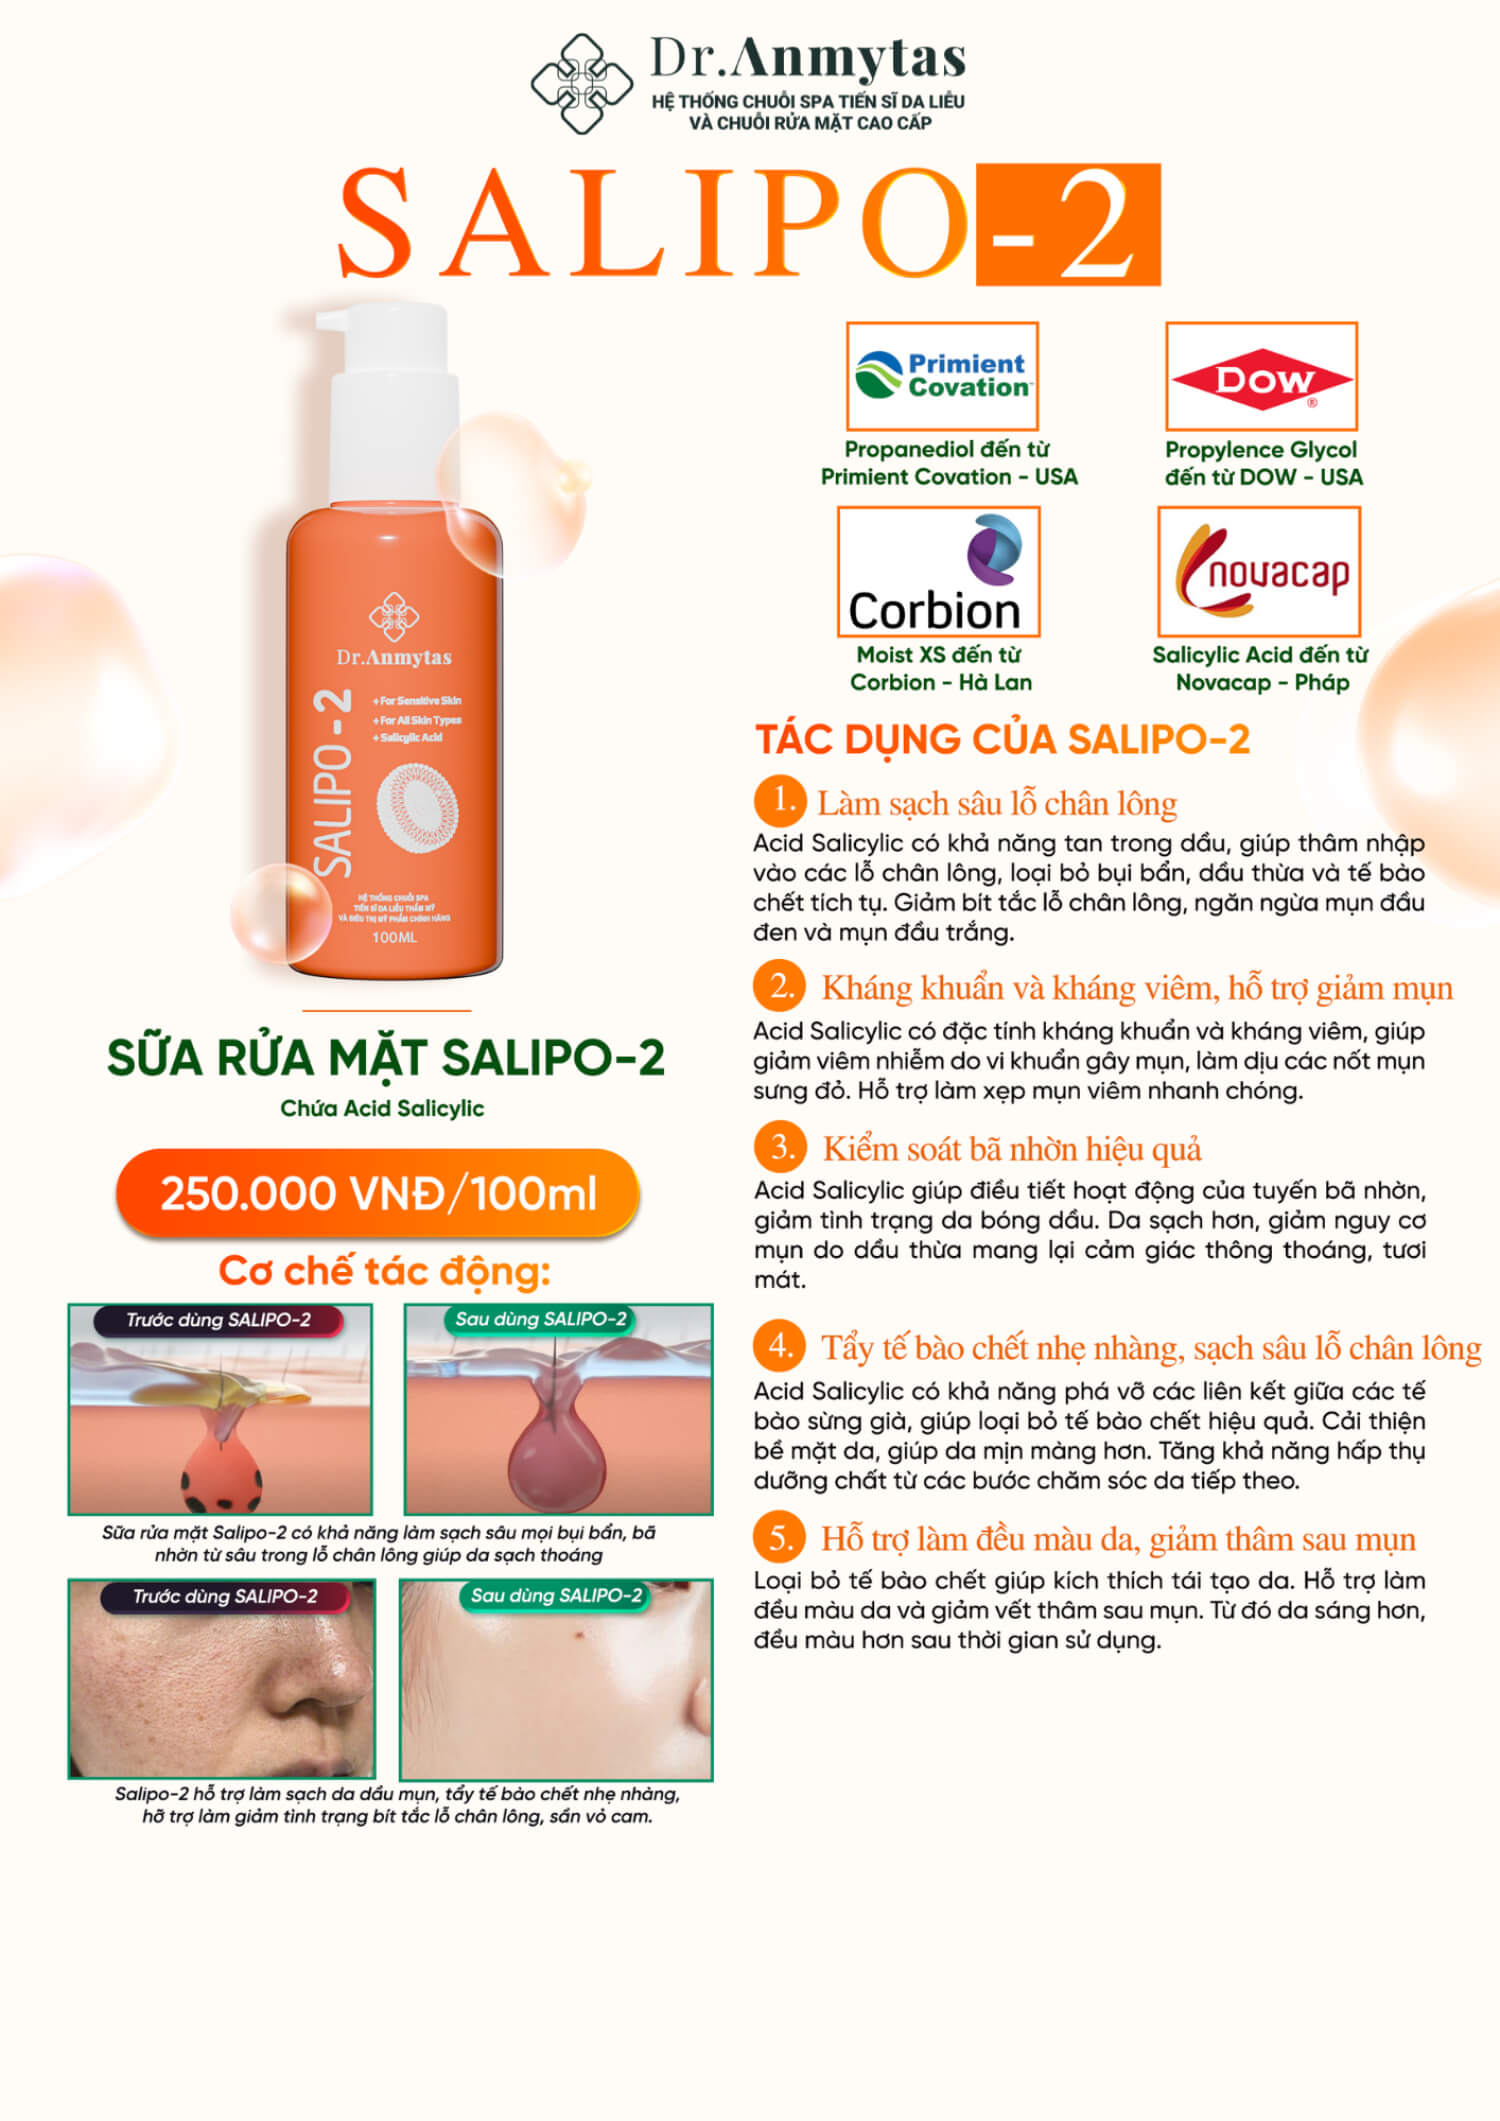 Dr.Anmytas
HỆ THỐNG CHUỖI SPA TIẾN SĨ DA LIỄU
VÀ CHUỖI RỬA MẶT CAO CẤP
SALIPO-2
Dr.Anmytas
SALIPO-2
+ For Sensitive Skin
+ For All Skin Types
+ Salicylic Acid
HỆ THỐNG CHUỖI SPA
TIẾN SĨ DA LIỄU THẨM MỸ
VÀ SIÊU THỊ MỸ PHẨM CHÍNH HÃNG
100ML
SỮA RỬA MẶT SALIPO-2
Chứa Acid Salicylic
250.000 VNĐ/100ml
Cơ chế tác động:
Trước dùng SALIPO-2
Sau dùng SALIPO-2
Sữa rửa mặt Salipo-2 có khả năng làm sạch sâu mọi bụi bẩn, bã
nhờn từ sâu trong lỗ chân lông giúp da sạch thoáng
Trước dùng SALIPO-2
Sau dùng SALIPO-2
Salipo-2 hỗ trợ làm sạch da dầu mụn, tẩy tế bào chết nhẹ nhàng,
hỡ trợ làm giảm tình trạng bít tắc lỗ chân lông, sần vỏ cam.
Primient
Covation
Propanediol đến từ
Primient Covation - USA
DOW
®
Propylence Glycol
đến từ DOW - USA
Corbion
Moist XS đến từ
Corbion - Hà Lan
novacap
Salicylic Acid đến từ
Novacap - Pháp
TÁC DỤNG CỦA SALIPO-2
1. Làm sạch sâu lỗ chân lông
Acid Salicylic có khả năng tan trong dầu, giúp thâm nhập
vào các lỗ chân lông, loại bỏ bụi bẩn, dầu thừa và tế bào
chết tích tụ. Giảm bít tắc lỗ chân lông, ngăn ngừa mụn đầu
đen và mụn đầu trắng.
2. Kháng khuẩn và kháng viêm, hỗ trợ giảm mụn
Acid Salicylic có đặc tính kháng khuẩn và kháng viêm, giúp
giảm viêm nhiễm do vi khuẩn gây mụn, làm dịu các nốt mụn
sưng đỏ. Hỗ trợ làm xẹp mụn viêm nhanh chóng.
3. Kiểm soát bã nhờn hiệu quả
Acid Salicylic giúp điều tiết hoạt động của tuyến bã nhờn,
giảm tình trạng da bóng dầu. Da sạch hơn, giảm nguy cơ
mụn do dầu thừa mang lại cảm giác thông thoáng, tươi
mát.
4. Tẩy tế bào chết nhẹ nhàng, sạch sâu lỗ chân lông
Acid Salicylic có khả năng phá vỡ các liên kết giữa các tế
bào sừng già, giúp loại bỏ tế bào chết hiệu quả. Cải thiện
bề mặt da, giúp da mịn màng hơn. Tăng khả năng hấp thụ
dưỡng chất từ các bước chăm sóc da tiếp theo.
5. Hỗ trợ làm đều màu da, giảm thâm sau mụn
Loại bỏ tế bào chết giúp kích thích tái tạo da. Hỗ trợ làm
đều màu da và giảm vết thâm sau mụn. Từ đó da sáng hơn,
đều màu hơn sau thời gian sử dụng.